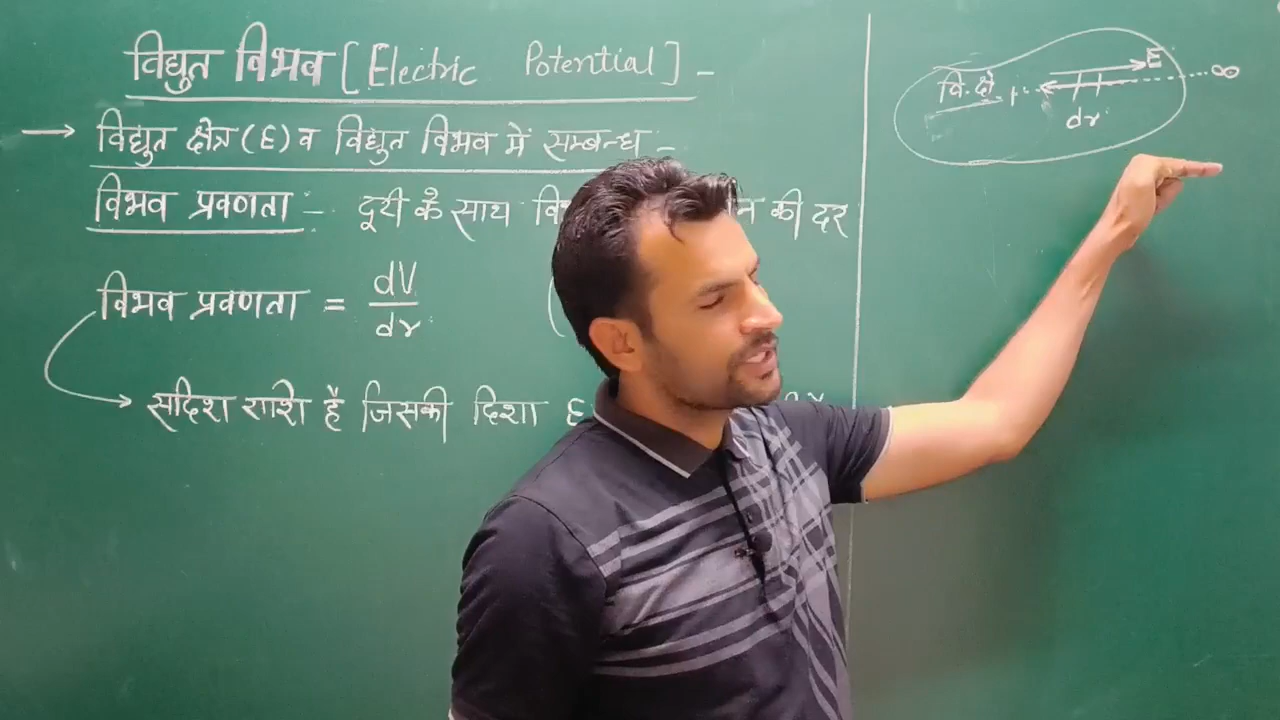 विद्युत विभव [Electric Potential] -
→ विद्युत क्षेत्र (E) व विद्युत विभव में सम्बन्ध -
विभव प्रवणता :- दूरी के साथ की दर
विभव प्रवणता = dV/dr
सदिश राशि है जिसकी दिशा
E
वि. क्षे.
∞
dr